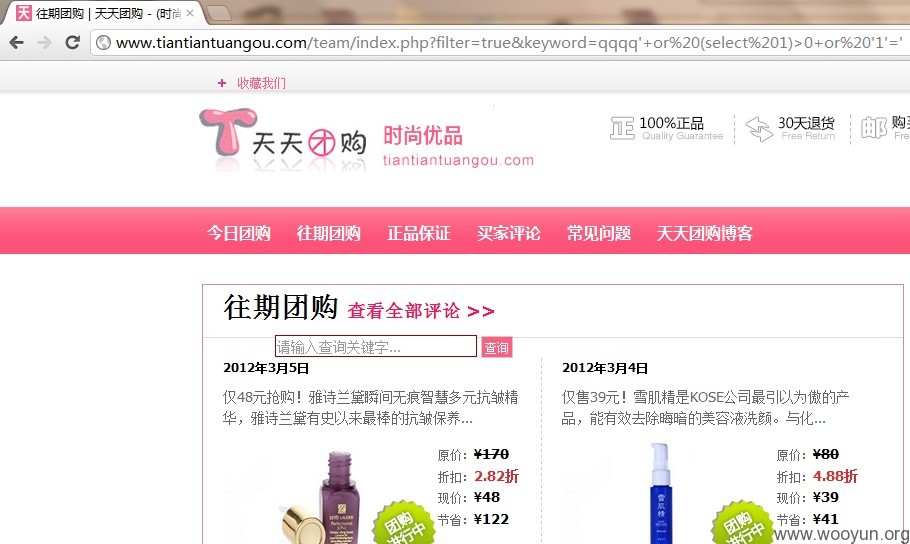 往期团购 | 天天团购 - (时尚
www.tiantiantuangou.com/team/index.php?filter=true&keyword=qqqq'+or%20(select%201)>0+or%20'1'='
+ 收藏我们
天天团购 时尚优品
tiantiantuangou.com
正 100%正品 30天退货 邮 购买
Quality Guarantee Free Return Fre
今日团购 往期团购 正品保证 买家评论 常见问题 天天团购博客
往期团购 查看全部评论 >>
请输入查询关键字... 查询
2012年3月5日
仅48元抢购！雅诗兰黛瞬间无痕智慧多元抗皱精
华，雅诗兰黛有史以来最棒的抗皱保养...
原价：¥170
折扣：2.82折
现价：¥48
节省：¥122
团购
进行中
2012年3月4日
仅售39元！雪肌精是KOSE公司最引以为傲的产
品，能有效去除晦暗的美容液洗颜。与化...
原价：¥80
折扣：4.88折
现价：¥39
节省：¥41
雪肌精
团购
进行中
www.wooyun.org